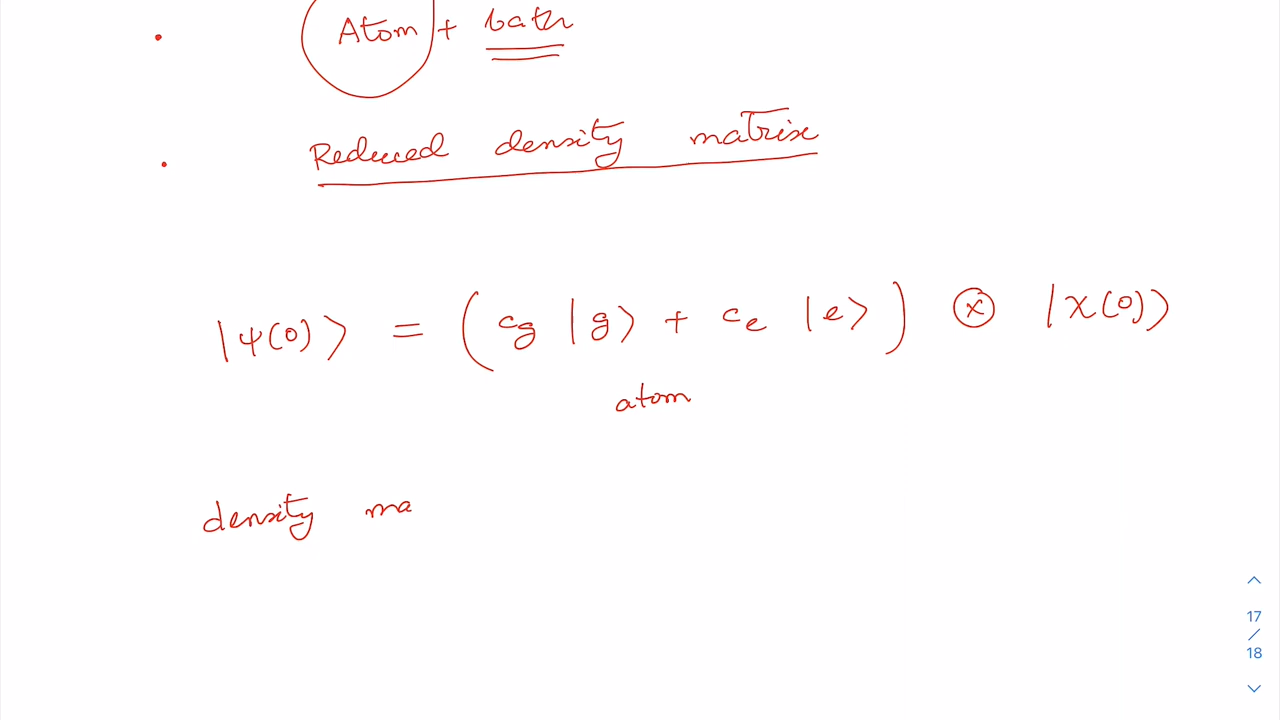 • Atom + bath
• Reduced density matrix
|ψ(0)⟩ = (c_g |g⟩ + c_e |e⟩) ⊗ |χ(0)⟩
atom
density ma
17
/
18